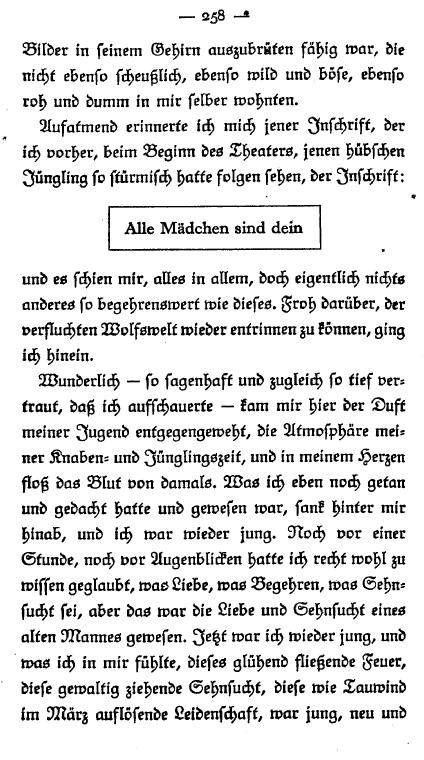 — 258 —
Bilder in seinem Gehirn auszubrüten fähig war, die
nicht ebenso scheußlich, ebenso wild und böse, ebenso
roh und dumm in mir selber wohnten.
Aufatmend erinnerte ich mich jener Inschrift, der
ich vorher, beim Beginn des Theaters, jenen hübschen
Jüngling so stürmisch hatte folgen sehen, der Inschrift:
Alle Mädchen sind dein
und es schien mir, alles in allem, doch eigentlich nichts
anderes so begehrenswert wie dieses. Froh darüber, der
verfluchten Wolfswelt wieder entrinnen zu können, ging
ich hinein.
Wunderlich — so sagenhaft und zugleich so tief ver-
traut, daß ich aufschauerte — kam mir hier der Duft
meiner Jugend entgegengeweht, die Atmosphäre mei-
ner Knaben- und Jünglingszeit, und in meinem Herzen
floß das Blut von damals. Was ich eben noch getan
und gedacht hatte und gewesen war, sank hinter mir
hinab, und ich war wieder jung. Noch vor einer
Stunde, noch vor Augenblicken hatte ich recht wohl zu
wissen geglaubt, was Liebe, was Begehren, was Sehn-
sucht sei, aber das war die Liebe und Sehnsucht eines
alten Mannes gewesen. Jetzt war ich wieder jung, und
was ich in mir fühlte, dieses glühend fließende Feuer,
diese gewaltig ziehende Sehnsucht, diese wie Tauwind
im März auflösende Leidenschaft, war jung, neu und